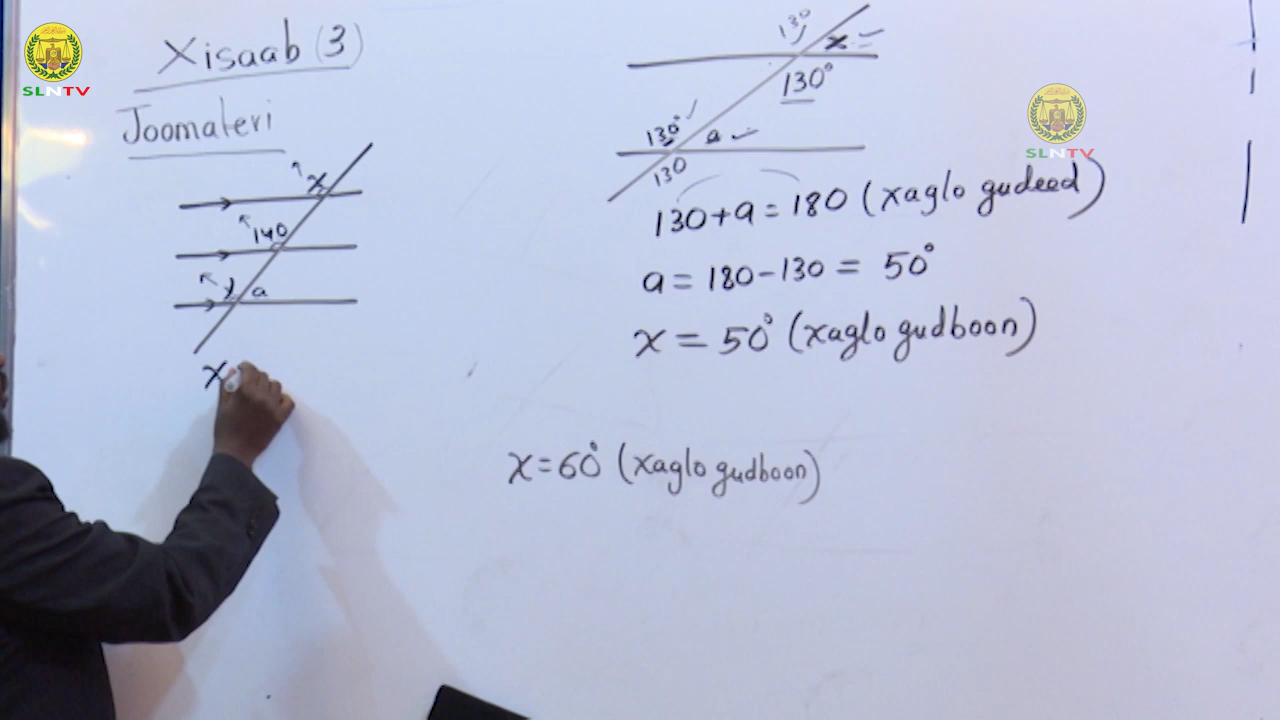 SLNTV
Xisaab (3)
Joomateri
x
140
y a
x
130
x
130°
130° a
130
SLNTV
130+a = 180 (xaglo gudeed)
a = 180-130 = 50°
x = 50° (xaglo gudboon)
x = 60° (xaglo gudboon)